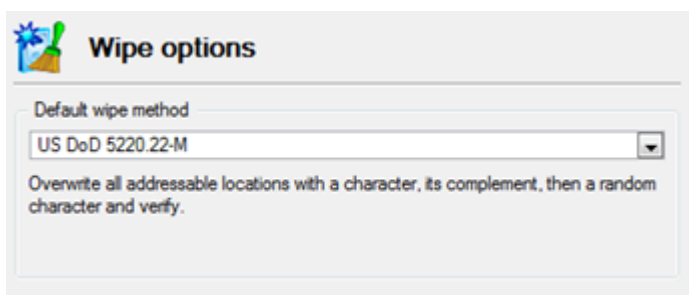 Wipe options
Default wipe method
US DoD 5220.22-M
Overwrite all addressable locations with a character, its complement, then a random
character and verify.